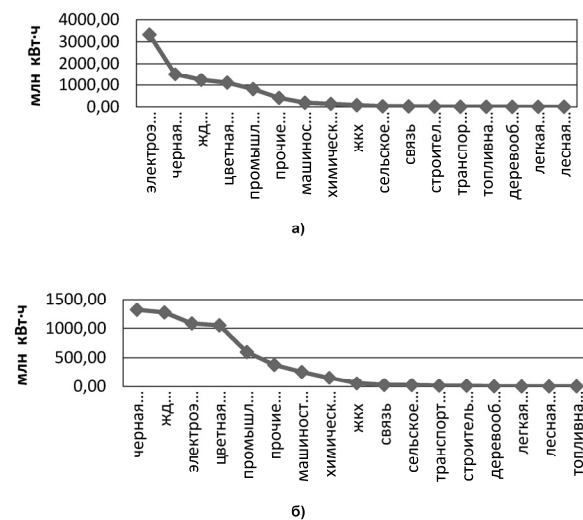 млн кВт·ч
4000,00
3000,00
2000,00
1000,00
0,00
электроэ...
черная...
жд...
цветная...
промышл...
прочие...
машинос...
химическ...
жкх
сельское...
связь
строител...
транспор...
топливна...
деревооб...
легкая...
лесная...
а)
млн кВт·ч
1500,00
1000,00
500,00
0,00
черная...
жд...
электроэ...
цветная...
промышл...
прочие...
машиност...
химическ...
жкх
связь
сельское...
транспорт...
строитель...
деревооб...
легкая...
лесная...
топливна...
б)